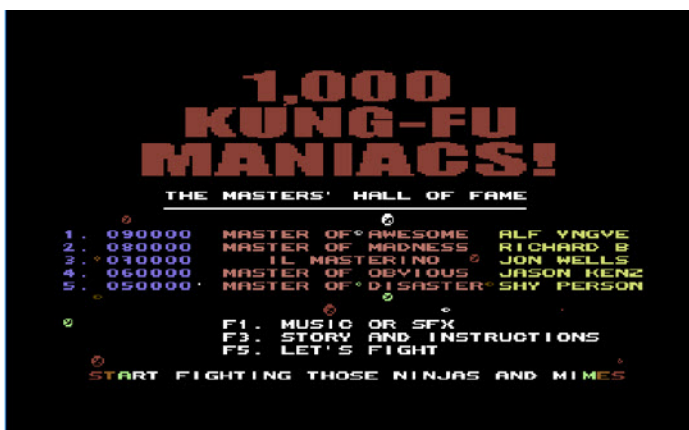 1,000
KUNG-FU
MANIACS!
THE MASTERS' HALL OF FAME
1. 090000 MASTER OF AWESOME ALF YNGVE
2. 080000 MASTER OF MADNESS RICHARD B
3. 070000 IL MASTERINO JON WELLS
4. 060000 MASTER OF OBVIOUS JASON KENZ
5. 050000 MASTER OF DISASTER SHY PERSON
F1. MUSIC OR SFX
F3. STORY AND INSTRUCTIONS
F5. LET'S FIGHT
START FIGHTING THOSE NINJAS AND MIMES